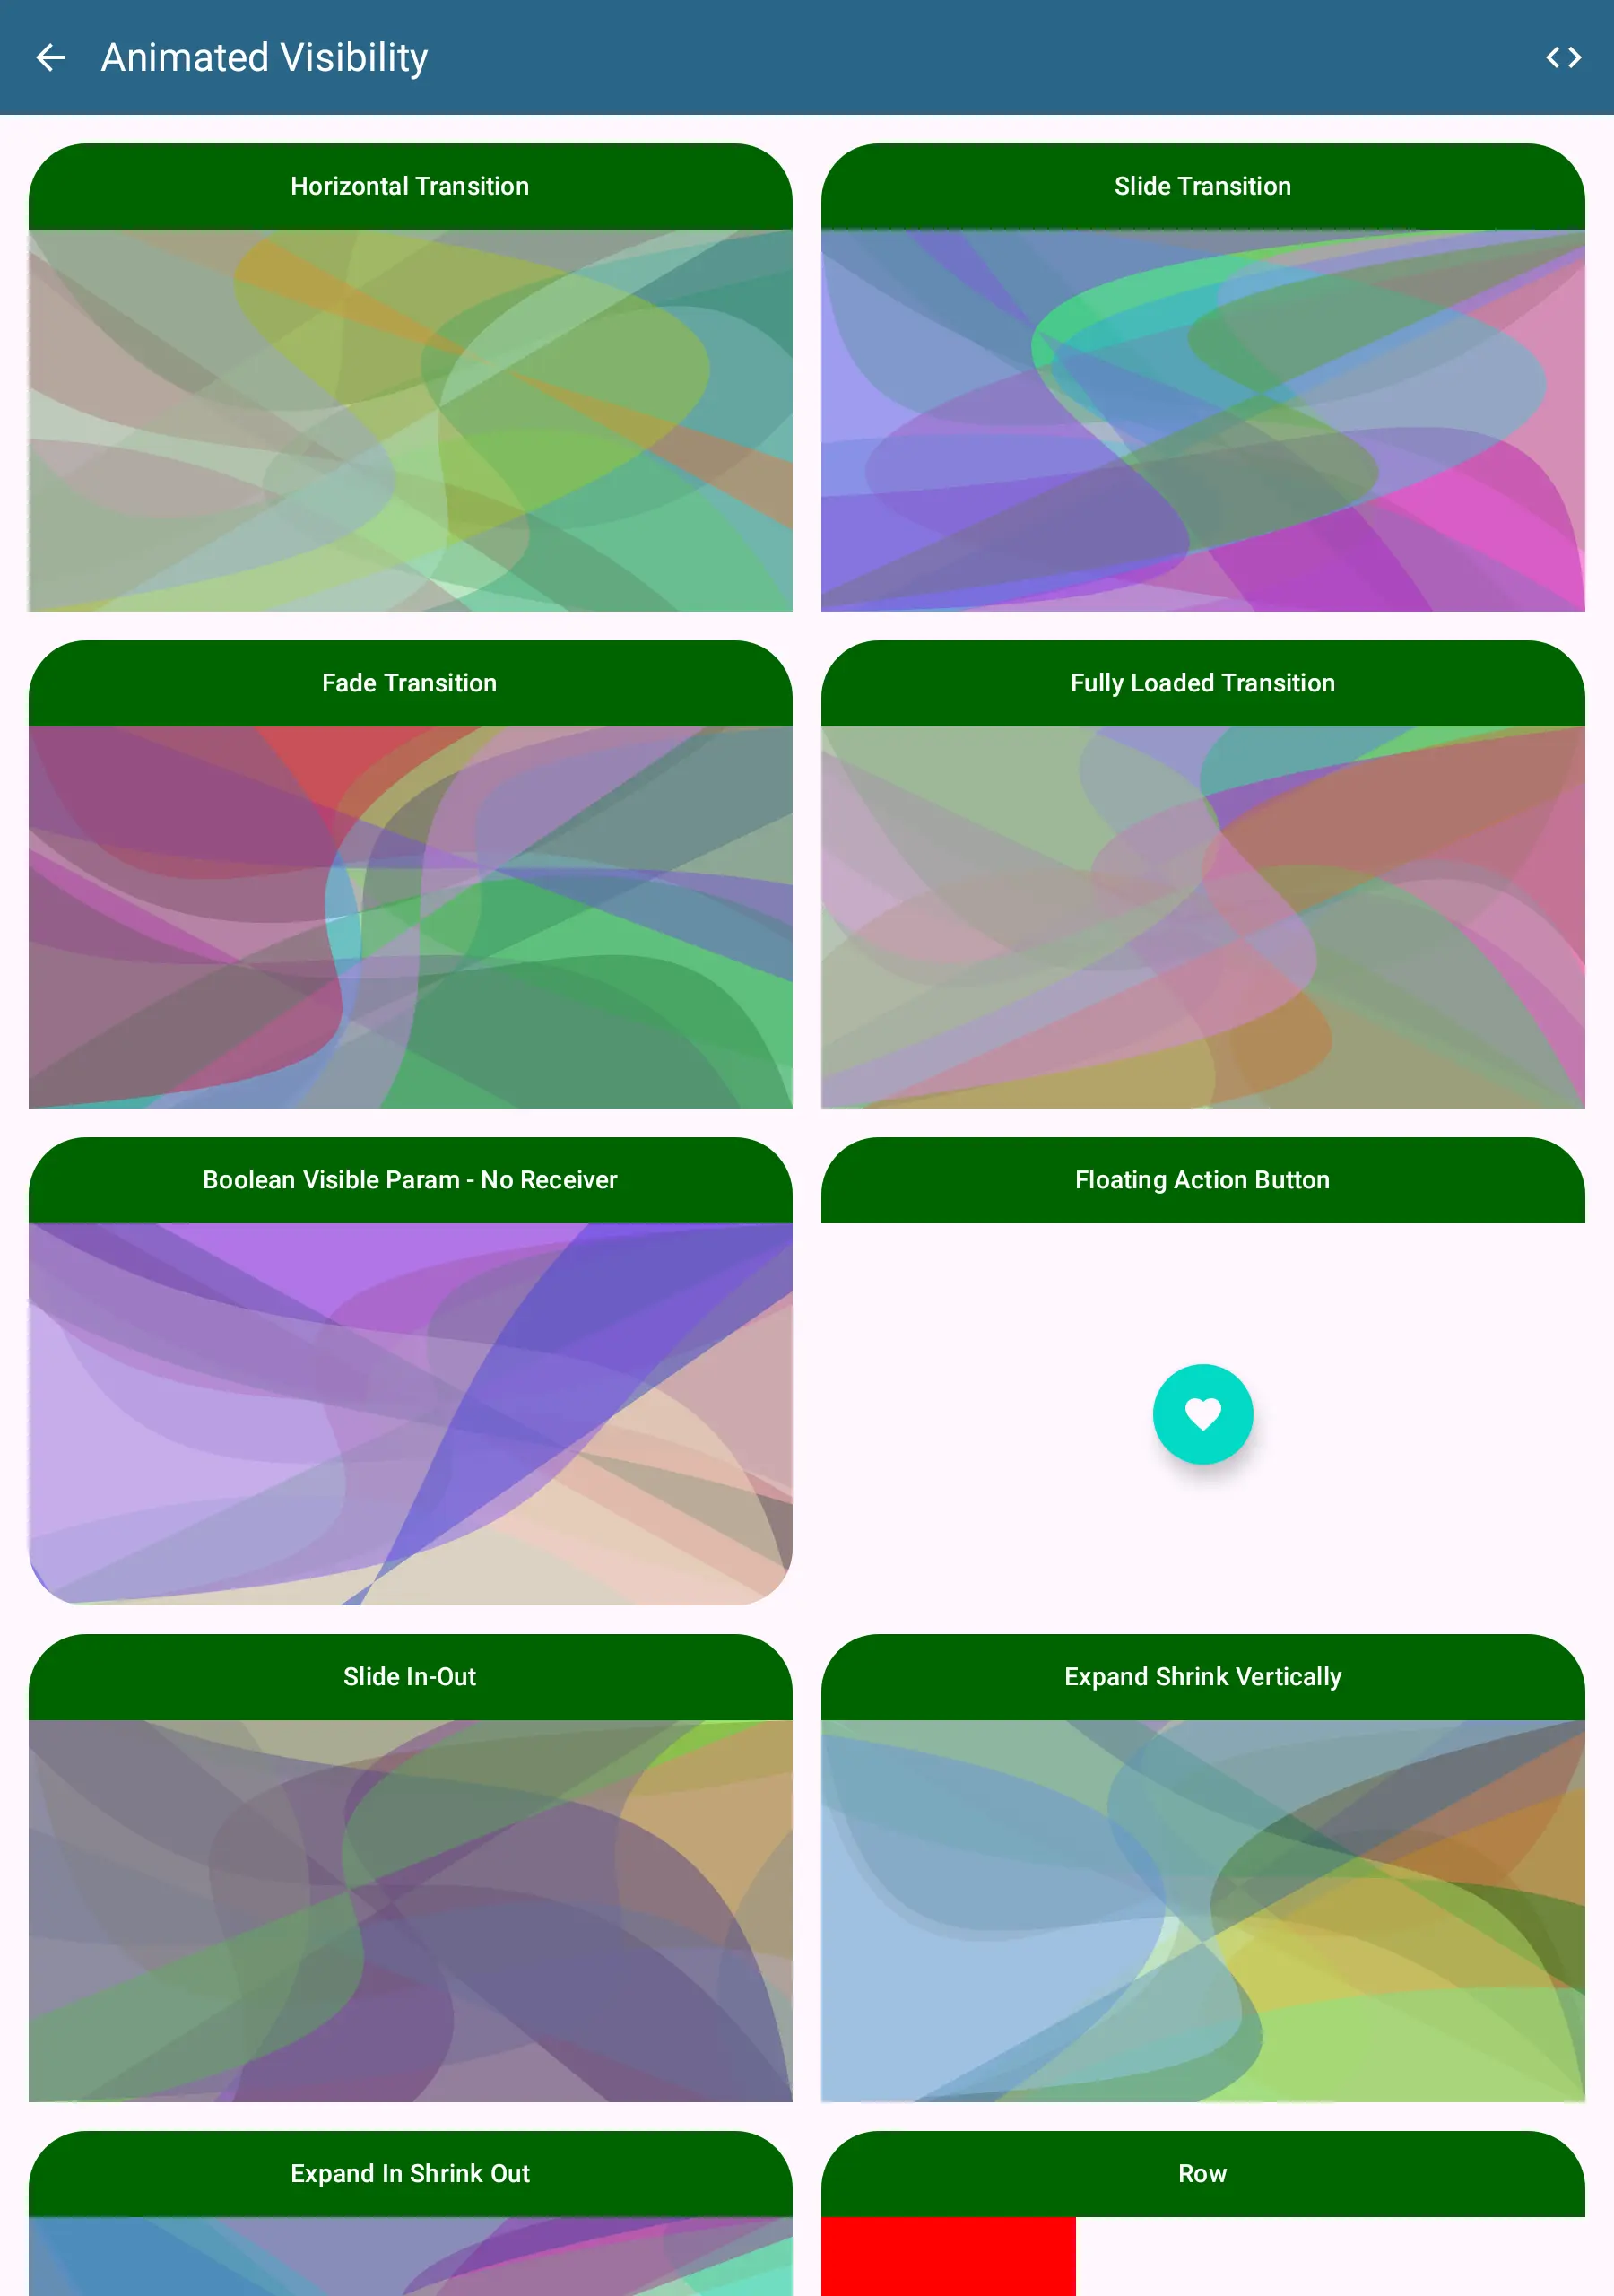 Animated Visibility
Horizontal Transition
Slide Transition
Fade Transition
Fully Loaded Transition
Boolean Visible Param - No Receiver
Floating Action Button
Slide In-Out
Expand Shrink Vertically
Expand In Shrink Out
Row